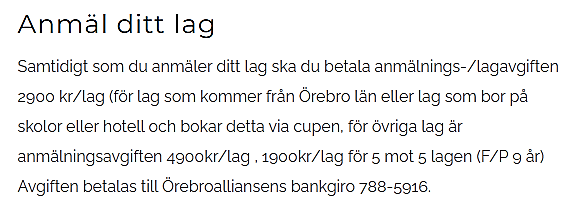 Anmäl ditt lag
Samtidigt som du anmäler ditt lag ska du betala anmälnings-/lagavgiften
2900 kr/lag (för lag som kommer från Örebro län eller lag som bor på
skolor eller hotell och bokar detta via cupen, för övriga lag är
anmälningsavgiften 4900kr/lag , 1900kr/lag för 5 mot 5 lagen (F/P 9 år)
Avgiften betalas till Örebroalliansens bankgiro 788-5916.